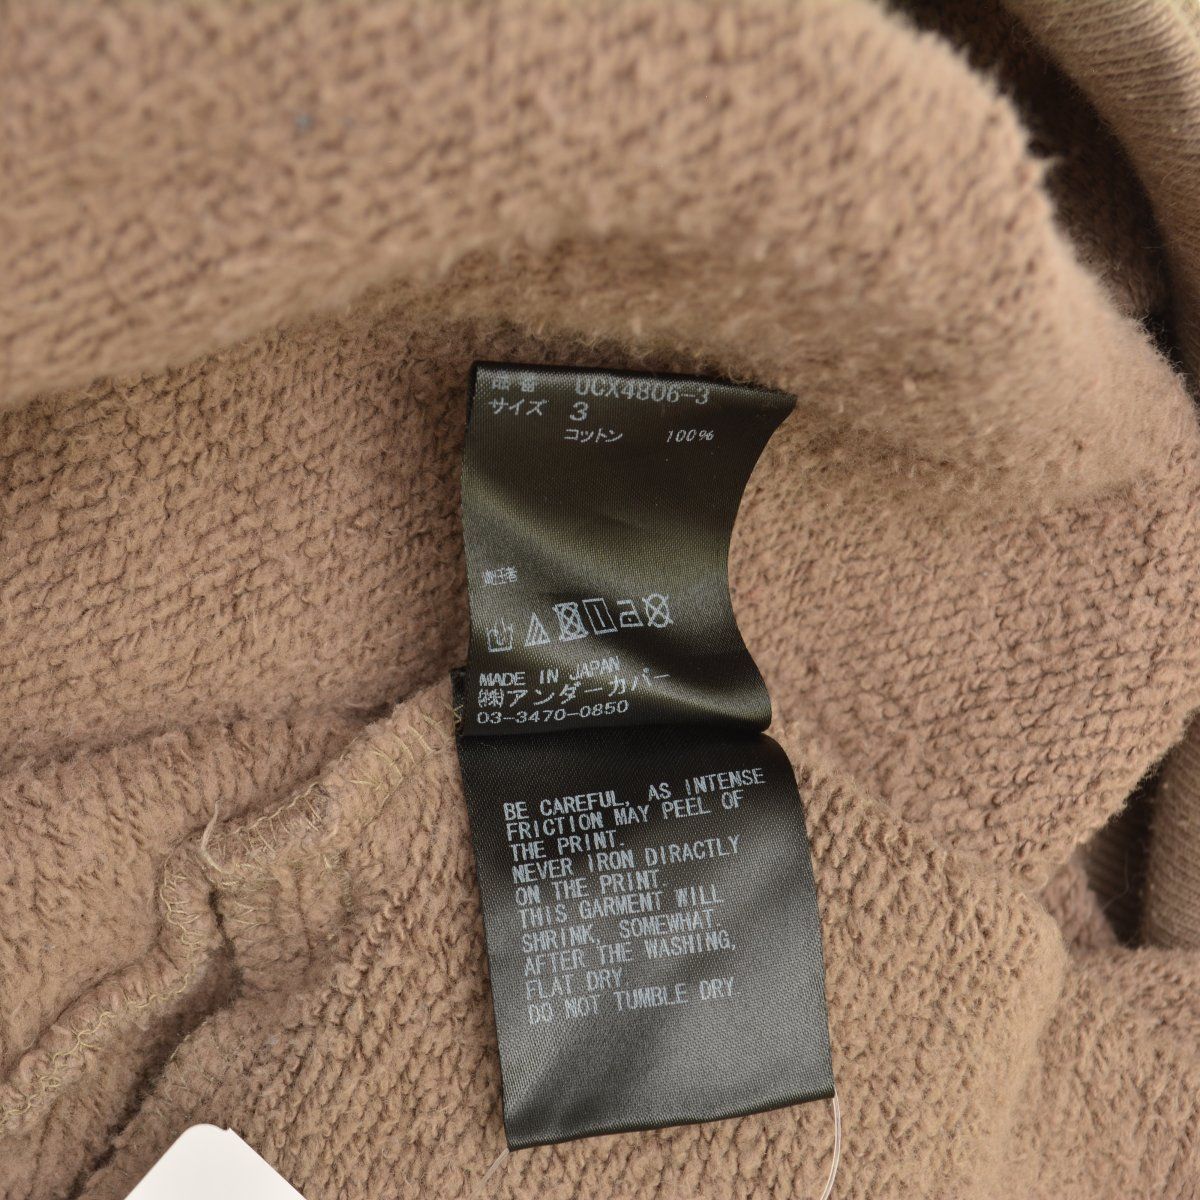 品番 UCX4806-3
サイズ 3
コットン 100%
MADE IN JAPAN
㈱アンダーカバー
03-3470-0850
BE CAREFUL, AS INTENSE
FRICTION MAY PEEL OF
THE PRINT.
NEVER IRON DIRACTLY
ON THE PRINT
THIS GARMENT WILL
SHRINK, SOMEWHAT.
AFTER THE WASHING,
FLAT DRY
DO NOT TUMBLE DRY